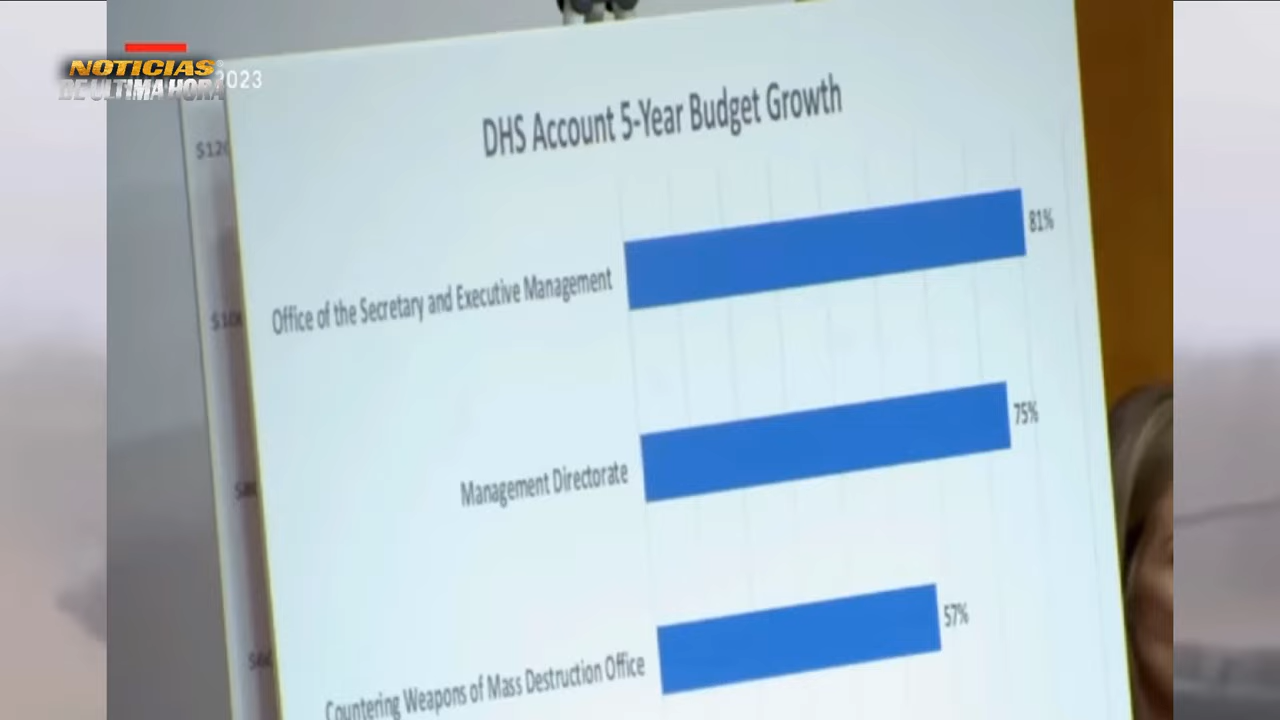 NOTICIAS
DE ULTIMA HORA
2023
DHS Account 5-Year Budget Growth
81%
Office of the Secretary and Executive Management
75%
Management Directorate
57%
Countering Weapons of Mass Destruction Office